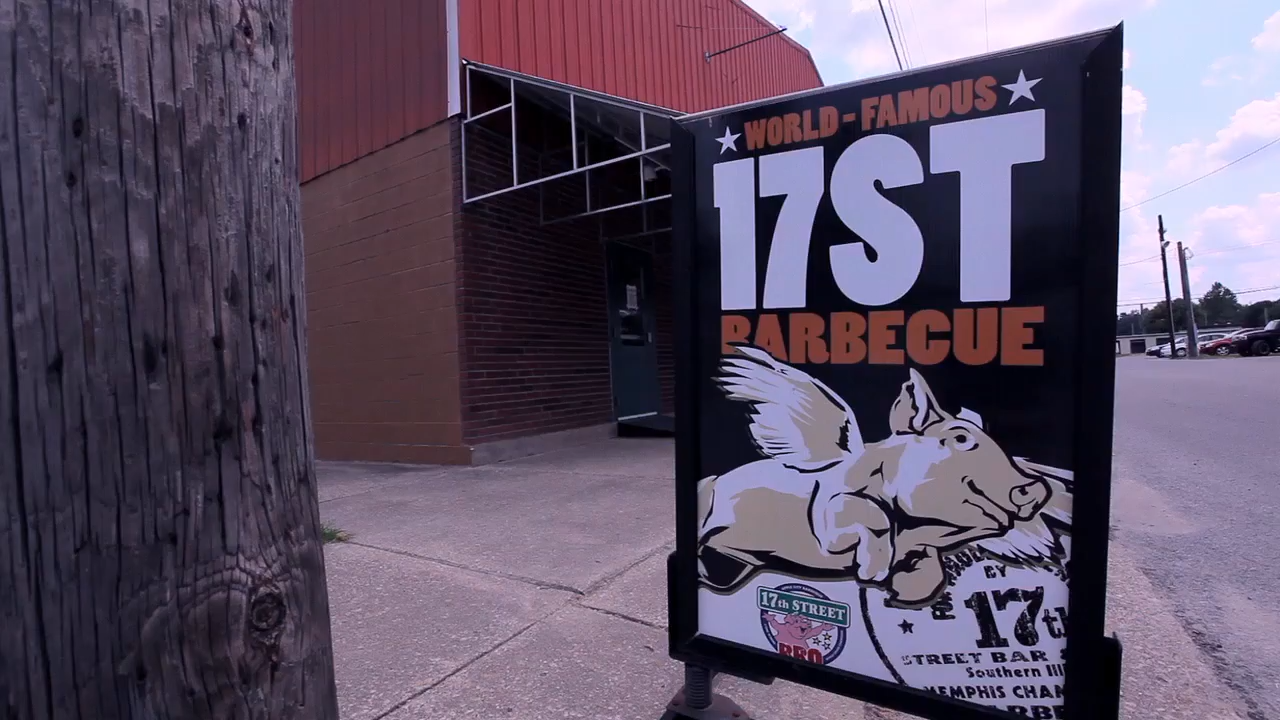 WORLD-FAMOUS
17ST
BARBECUE
BY
17th
STREET BAR
Southern Ill
MEMPHIS CHAM
17th STREET
BBQ